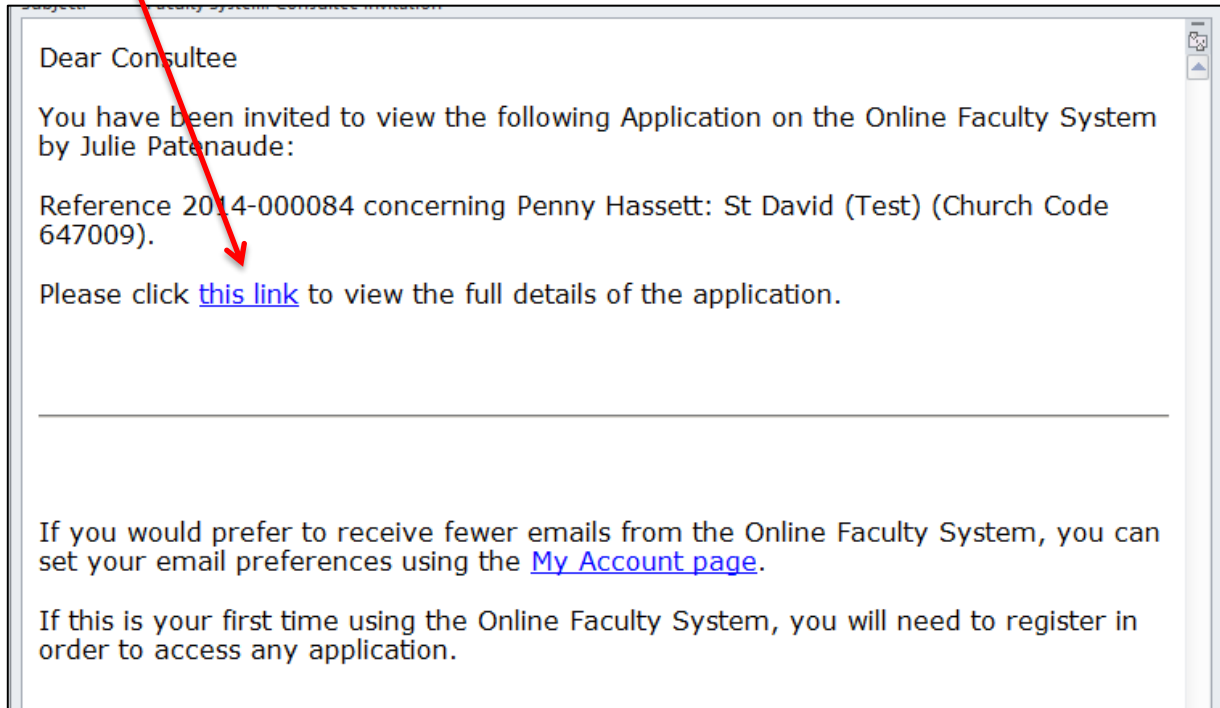 Dear Consultee
You have been invited to view the following Application on the Online Faculty System
by Julie Patenaude:
Reference 2014-000084 concerning Penny Hassett: St David (Test) (Church Code
647009).
Please click this link to view the full details of the application.
If you would prefer to receive fewer emails from the Online Faculty System, you can
set your email preferences using the My Account page.
If this is your first time using the Online Faculty System, you will need to register in
order to access any application.